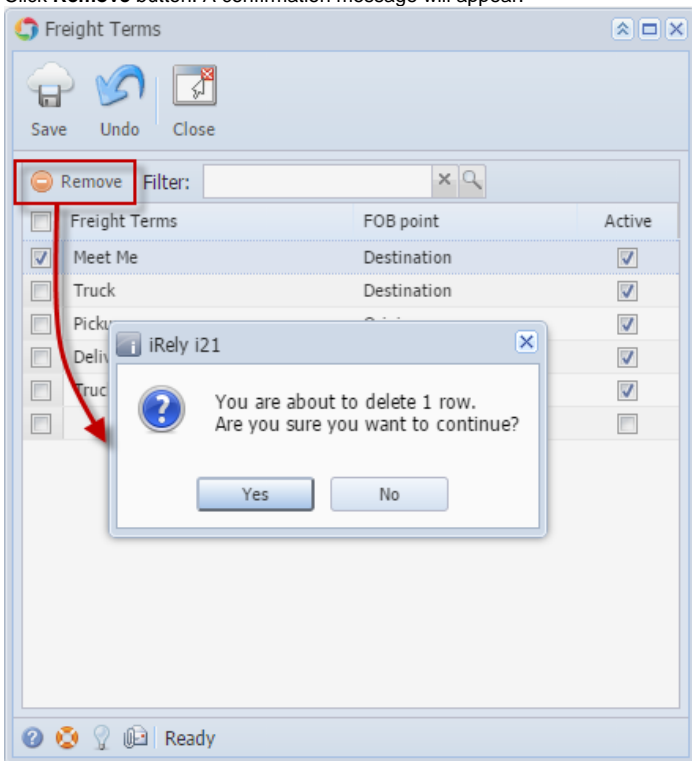 Click Remove button. A confirmation message will appear.
Freight Terms
Save Undo Close
Remove Filter:
Freight Terms FOB point Active
Meet Me Destination
Truck Destination
iRely i21
You are about to delete 1 row.
Are you sure you want to continue?
Yes No
Ready